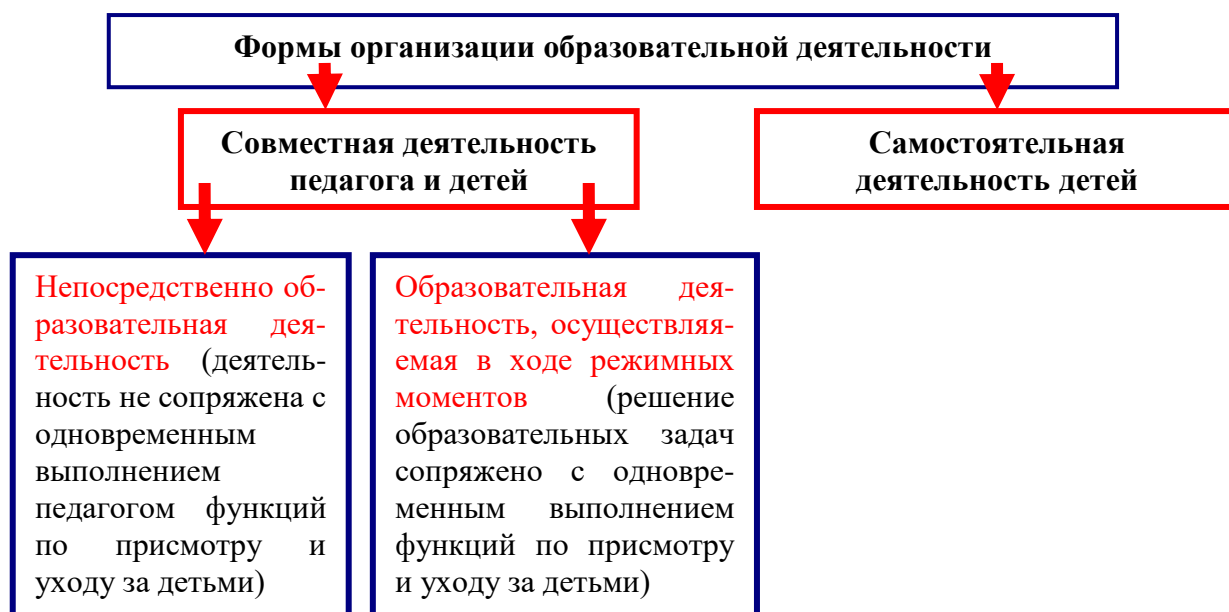 Формы организации образовательной деятельности
Совместная деятельность
педагога и детей
Самостоятельная
деятельность детей
Непосредственно об-
разовательная дея-
тельность (деятель-
ность не сопряжена с
одновременным
выполнением
педагогом функций
по присмотру и
уходу за детьми)
Образовательная дея-
тельность, осуществля-
емая в ходе режимных
моментов (решение
образовательных задач
сопряжено с одновре-
менным выполнением
функций по присмотру
и уходу за детьми)